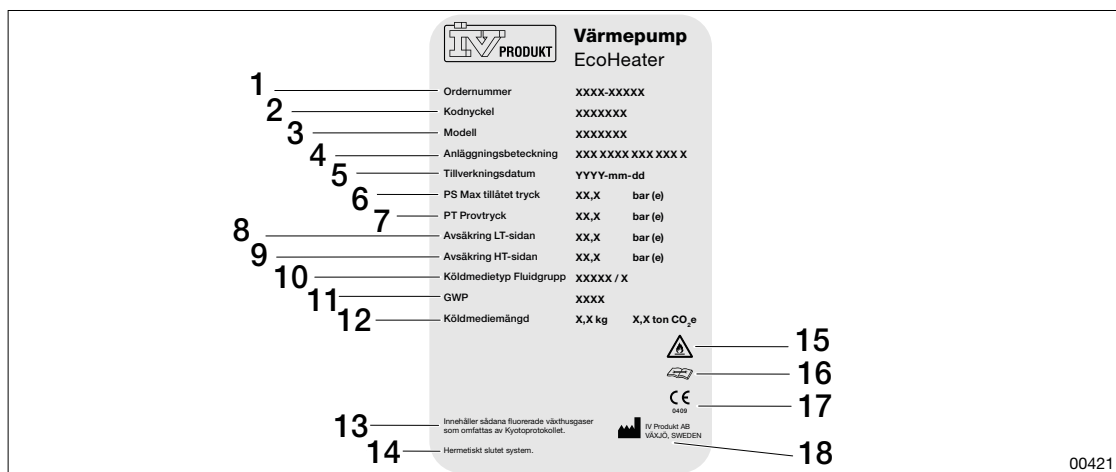 IV PRODUKT
Värmepump
EcoHeater
1 Ordernummer XXXX-XXXXX
2 Kodnyckel XXXXXXX
3 Modell XXXXXXX
4 Anläggningsbeteckning XXX XXXX XXX XXX X
5 Tillverkningsdatum YYYY-mm-dd
6 PS Max tillåtet tryck XX,X bar (e)
7 PT Provtryck XX,X bar (e)
8 Avsäkring LT-sidan XX,X bar (e)
9 Avsäkring HT-sidan XX,X bar (e)
10 Köldmedietyp Fluidgrupp XXXXX / X
11 GWP XXXX
12 Köldmediemängd X,X kg X,X ton CO₂e
15
16
CE 17
0409
13 Innehåller sådana fluorerade växthusgaser
som omfattas av Kyotoprotokollet.
IV Produkt AB
VÄXJÖ, SWEDEN
14 Hermetiskt slutet system.
18
00421